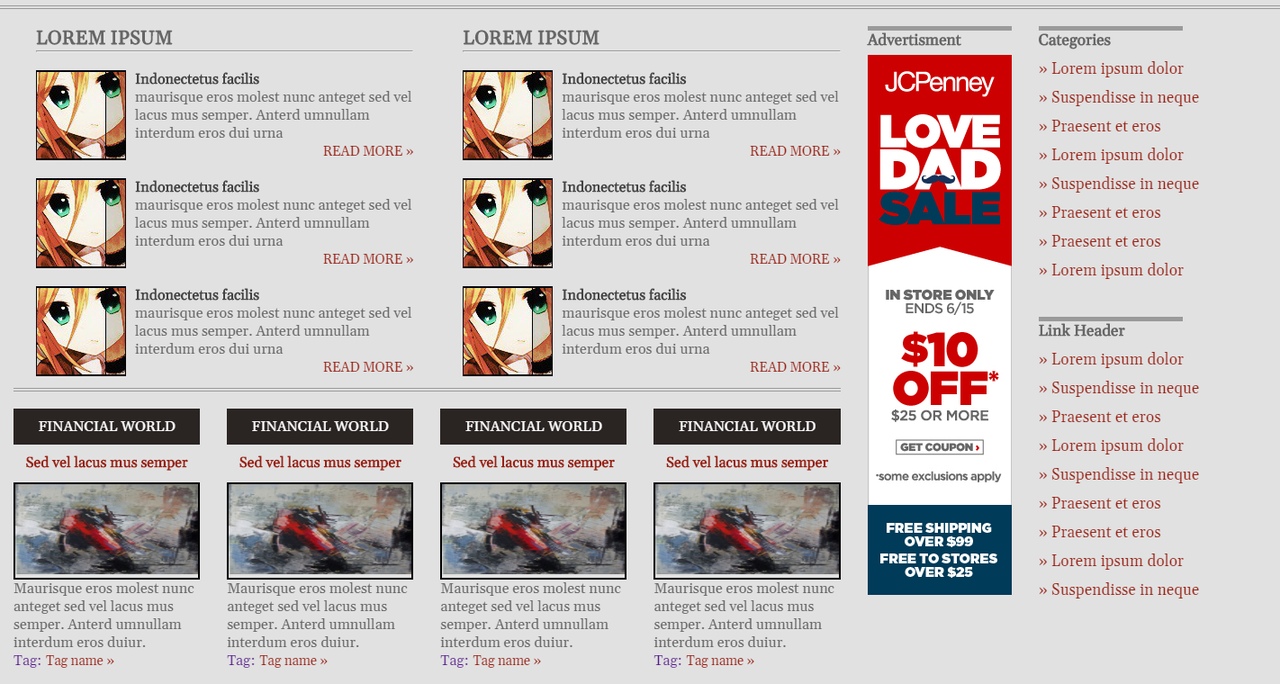 LOREM IPSUM
Indonectetus facilis
maurisque eros molest nunc anteget sed vel
lacus mus semper. Anterd umnullam
interdum eros dui urna
READ MORE »
Indonectetus facilis
maurisque eros molest nunc anteget sed vel
lacus mus semper. Anterd umnullam
interdum eros dui urna
READ MORE »
Indonectetus facilis
maurisque eros molest nunc anteget sed vel
lacus mus semper. Anterd umnullam
interdum eros dui urna
READ MORE »
LOREM IPSUM
Indonectetus facilis
maurisque eros molest nunc anteget sed vel
lacus mus semper. Anterd umnullam
interdum eros dui urna
READ MORE »
Indonectetus facilis
maurisque eros molest nunc anteget sed vel
lacus mus semper. Anterd umnullam
interdum eros dui urna
READ MORE »
Indonectetus facilis
maurisque eros molest nunc anteget sed vel
lacus mus semper. Anterd umnullam
interdum eros dui urna
READ MORE »
FINANCIAL WORLD
Sed vel lacus mus semper
Maurisque eros molest nunc
anteget sed vel lacus mus
semper. Anterd umnullam
interdum eros duiur.
Tag: Tag name »
FINANCIAL WORLD
Sed vel lacus mus semper
Maurisque eros molest nunc
anteget sed vel lacus mus
semper. Anterd umnullam
interdum eros duiur.
Tag: Tag name »
FINANCIAL WORLD
Sed vel lacus mus semper
Maurisque eros molest nunc
anteget sed vel lacus mus
semper. Anterd umnullam
interdum eros duiur.
Tag: Tag name »
FINANCIAL WORLD
Sed vel lacus mus semper
Maurisque eros molest nunc
anteget sed vel lacus mus
semper. Anterd umnullam
interdum eros duiur.
Tag: Tag name »
Advertisment
JCPenney
LOVE
DAD
SALE
IN STORE ONLY
ENDS 6/15
$10
OFF*
$25 OR MORE
GET COUPON ›
*some exclusions apply
FREE SHIPPING
OVER $99
FREE TO STORES
OVER $25
Categories
» Lorem ipsum dolor
» Suspendisse in neque
» Praesent et eros
» Lorem ipsum dolor
» Suspendisse in neque
» Praesent et eros
» Praesent et eros
» Lorem ipsum dolor
Link Header
» Lorem ipsum dolor
» Suspendisse in neque
» Praesent et eros
» Lorem ipsum dolor
» Suspendisse in neque
» Praesent et eros
» Praesent et eros
» Lorem ipsum dolor
» Suspendisse in neque